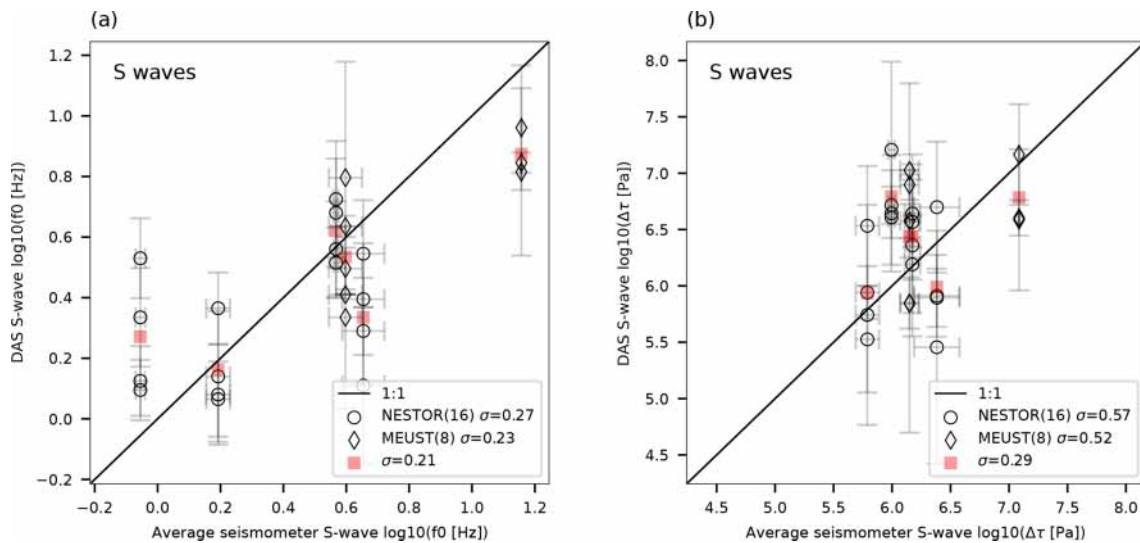 (a)
S waves
1.2
1.0
0.8
0.6
0.4
0.2
0.0
−0.2
DAS S-wave log10(f0 [Hz])
−0.2 0.0 0.2 0.4 0.6 0.8 1.0 1.2
Average seismometer S-wave log10(f0 [Hz])
1:1
NESTOR(16) σ=0.27
MEUST(8) σ=0.23
σ=0.21
(b)
S waves
8.0
7.5
7.0
6.5
6.0
5.5
5.0
4.5
DAS S-wave log10(Δτ [Pa])
4.5 5.0 5.5 6.0 6.5 7.0 7.5 8.0
Average seismometer S-wave log10(Δτ [Pa])
1:1
NESTOR(16) σ=0.57
MEUST(8) σ=0.52
σ=0.29